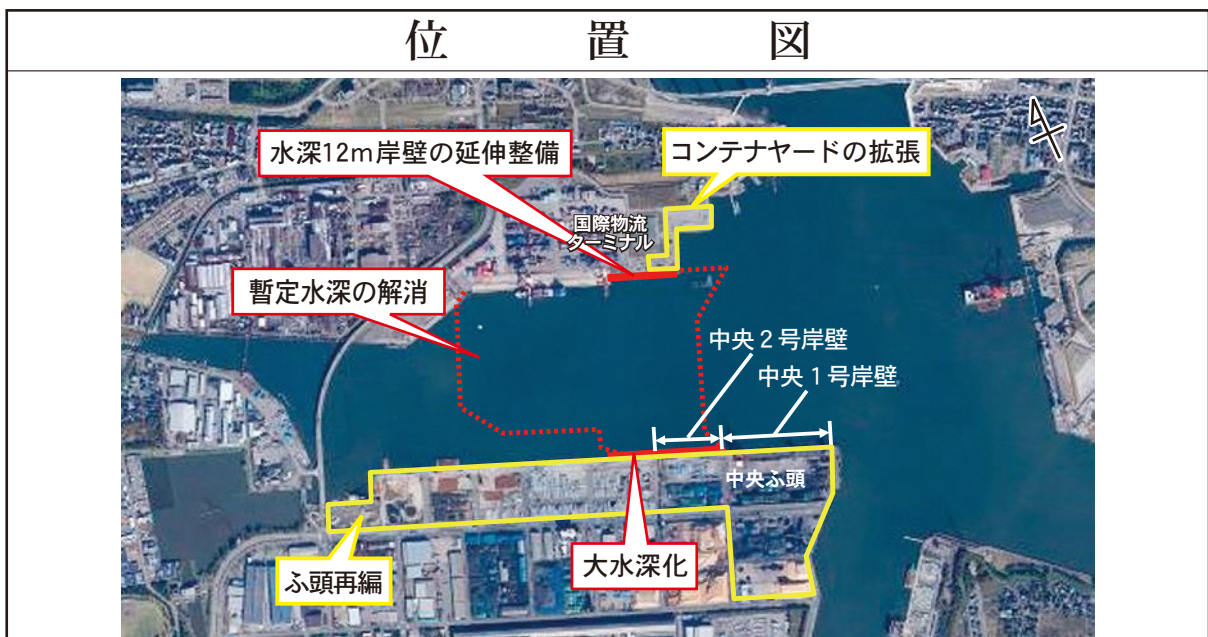 位置図
水深12m岸壁の延伸整備
コンテナヤードの拡張
国際物流
ターミナル
暫定水深の解消
中央2号岸壁
中央1号岸壁
中央ふ頭
大水深化
ふ頭再編